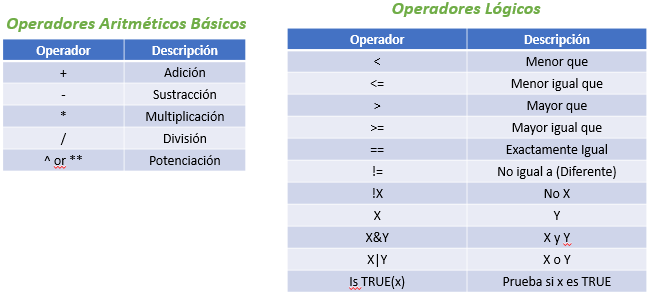 Operadores Aritméticos Básicos
Operador Descripción
+ Adición
- Sustracción
* Multiplicación
/ División
^ or ** Potenciación
Operadores Lógicos
Operador Descripción
< Menor que
<= Menor igual que
> Mayor que
>= Mayor igual que
== Exactamente Igual
!= No igual a (Diferente)
!X No X
X Y
X&Y X y Y
X|Y X o Y
Is TRUE(x) Prueba si x es TRUE